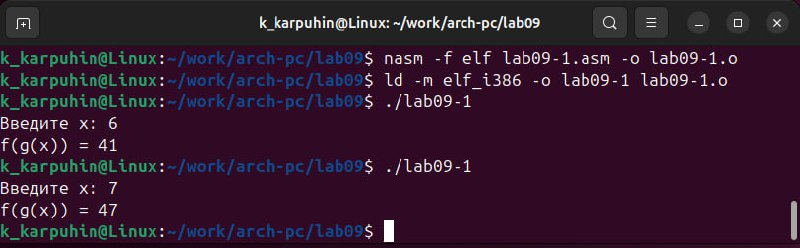 k_karpuhin@Linux: ~/work/arch-pc/lab09
k_karpuhin@Linux:~/work/arch-pc/lab09$ nasm -f elf lab09-1.asm -o lab09-1.o
k_karpuhin@Linux:~/work/arch-pc/lab09$ ld -m elf_i386 -o lab09-1 lab09-1.o
k_karpuhin@Linux:~/work/arch-pc/lab09$ ./lab09-1
Введите x: 6
f(g(x)) = 41
k_karpuhin@Linux:~/work/arch-pc/lab09$ ./lab09-1
Введите x: 7
f(g(x)) = 47
k_karpuhin@Linux:~/work/arch-pc/lab09$